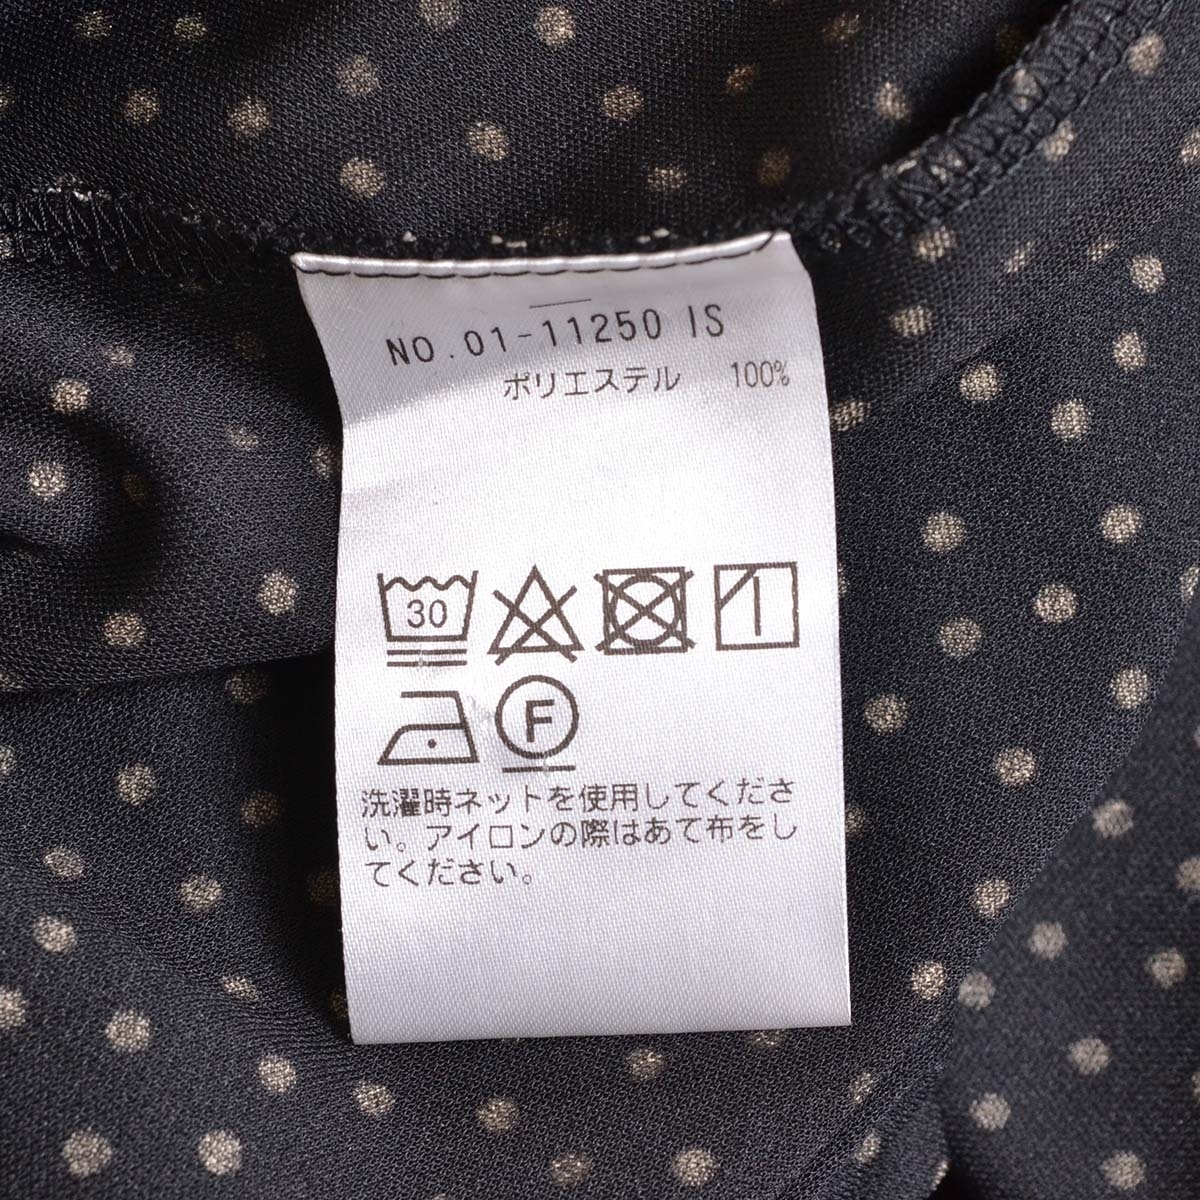 NO.01-11250 IS
ポリエステル 100%
30
F
洗濯時ネットを使用してくださ
い。アイロンの際はあて布をし
てください。